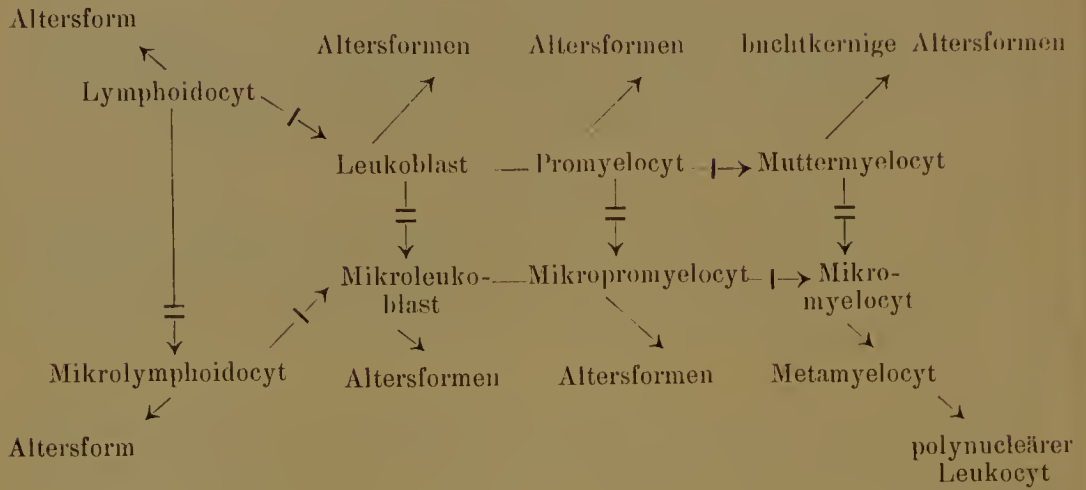 Altersform
Altersformen Altersformen buchtkernige Altersformen
Lymphoidocyt
Leukoblast Promyelocyt Muttermyelocyt
Mikroleuko-
blast
Mikropromyelocyt
Mikro-
myelocyt
Mikrolymphoidocyt Altersformen Altersformen Metamyelocyt
Altersform
polynucleärer
Leukocyt